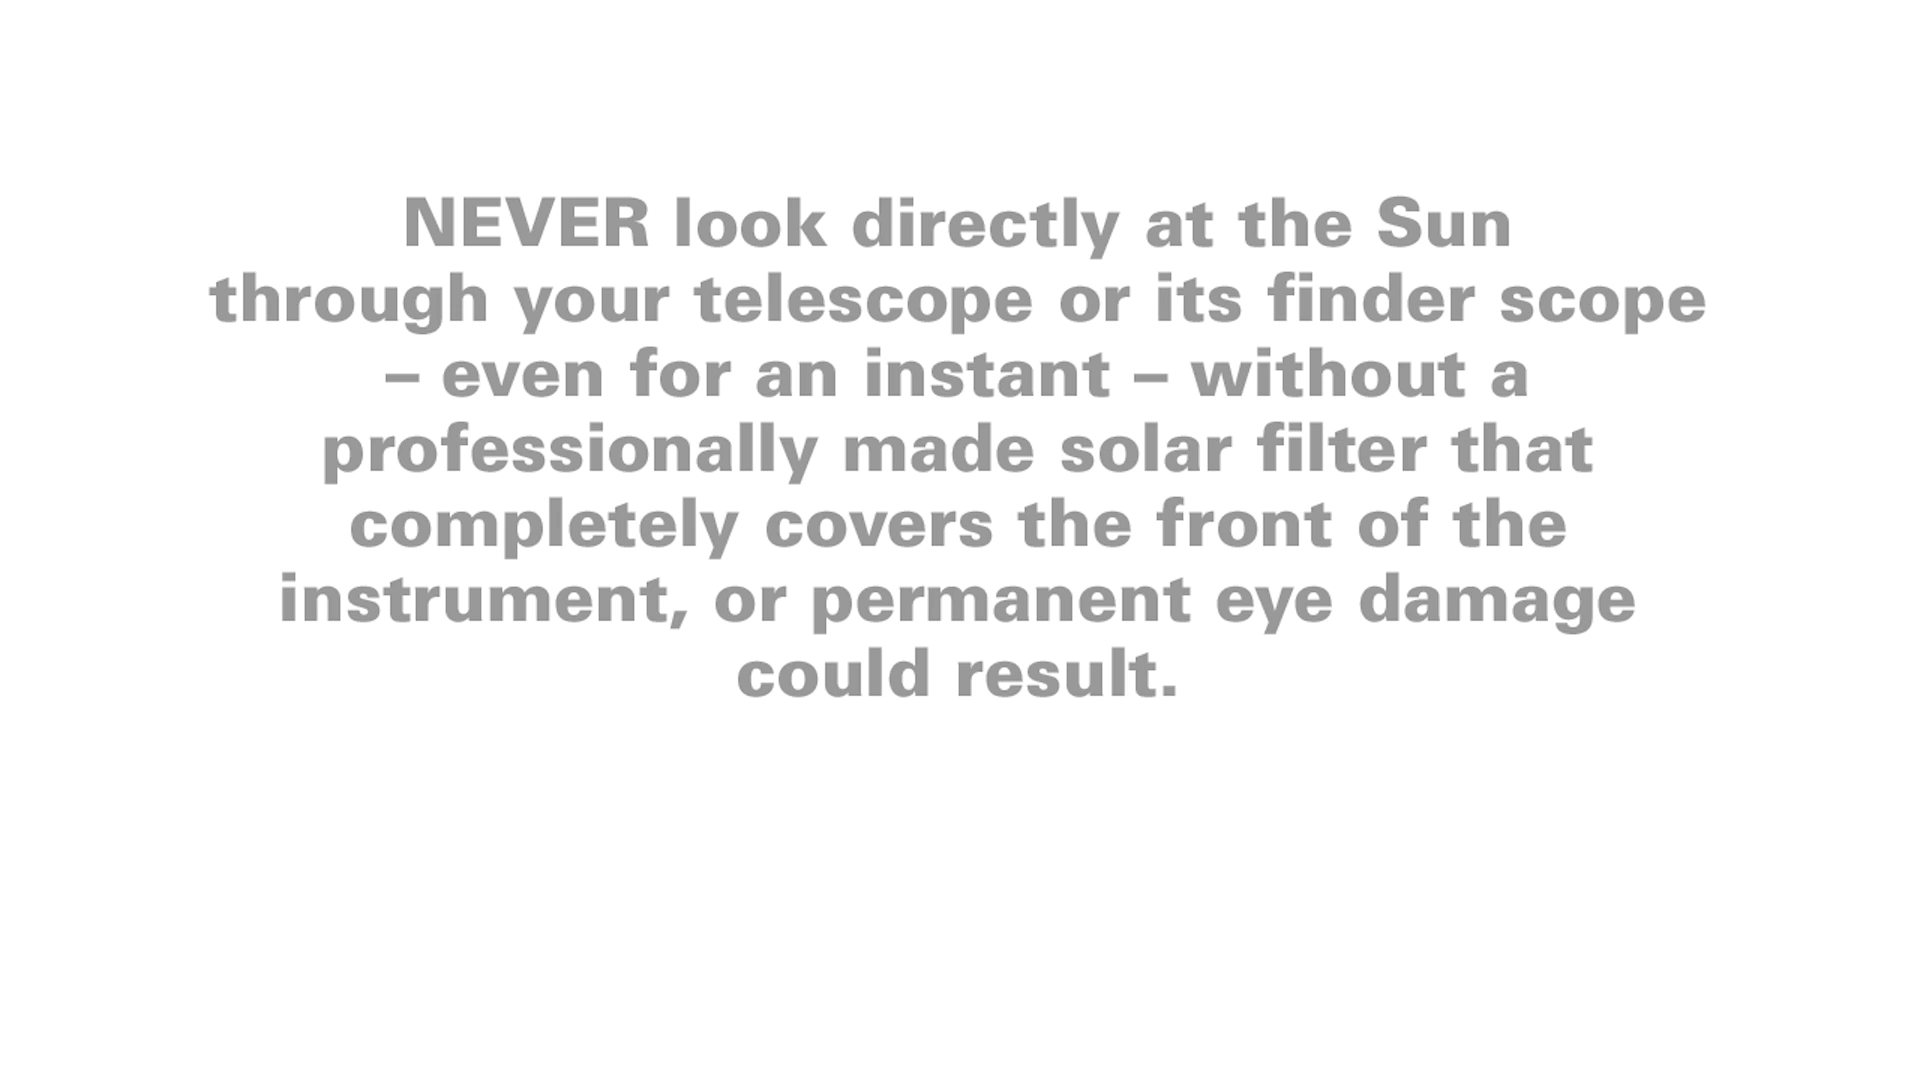 NEVER look directly at the Sun
through your telescope or its finder scope
– even for an instant – without a
professionally made solar filter that
completely covers the front of the
instrument, or permanent eye damage
could result.